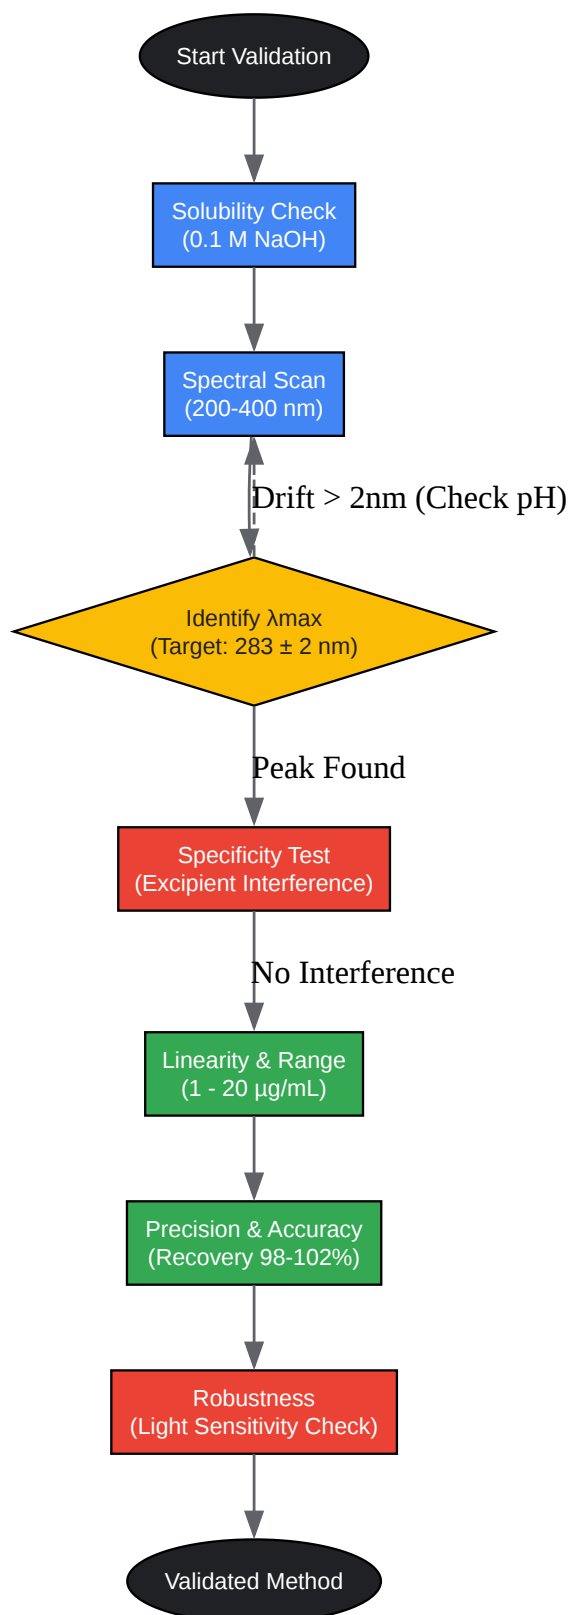 Start Validation
Solubility Check
(0.1 M NaOH)
Spectral Scan
(200-400 nm)
Drift > 2nm (Check pH)
Identify λmax
(Target: 283 ± 2 nm)
Peak Found
Specificity Test
(Excipient Interference)
No Interference
Linearity & Range
(1 - 20 µg/mL)
Precision & Accuracy
(Recovery 98-102%)
Robustness
(Light Sensitivity Check)
Validated Method